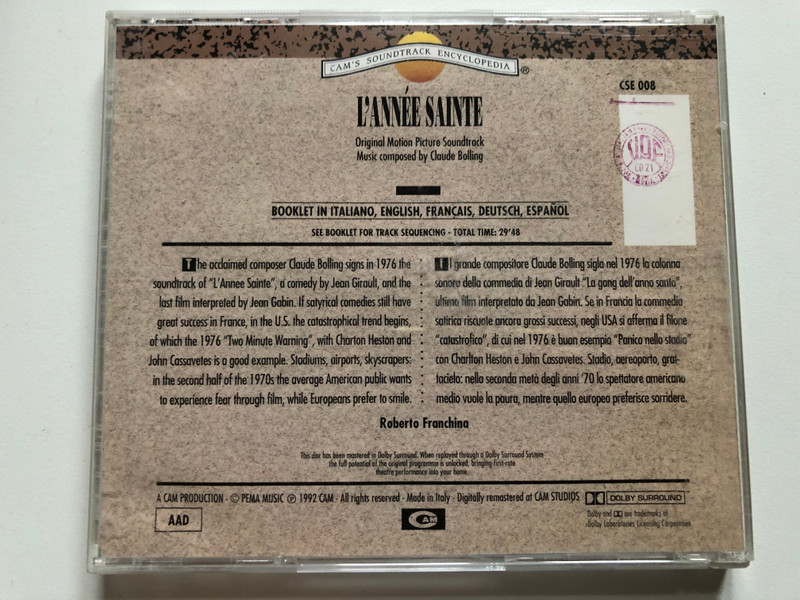 CAM'S SOUNDTRACK ENCYCLOPEDIA ®
CSE 008
L'ANNÉE SAINTE
Original Motion Picture Soundtrack
Music composed by Claude Bolling
CD 21
BOOKLET IN ITALIANO, ENGLISH, FRANÇAIS, DEUTSCH, ESPAÑOL
SEE BOOKLET FOR TRACK SEQUENCING - TOTAL TIME: 29'48
The acclaimed composer Claude Bolling signs in 1976 the
soundtrack of "L'Annee Sainte", a comedy by Jean Girault, and the
last film interpreted by Jean Gabin. If satyrical comedies still have
great success in France, in the U.S. the catastrophical trend begins,
of which the 1976 "Two Minute Warning", with Charton Heston and
John Cassavetes is a good example. Stadiums, airports, skyscrapers:
in the second half of the 1970s the average American public wants
to experience fear through film, while Europeans prefer to smile.
Il grande compositore Claude Bolling sigla nel 1976 la colonna
sonora della commedia di Jean Girault "La gang dell'anno santo",
ultimo film interpretato da Jean Gabin. Se in Francia la commedia
satirica riscuote ancora grossi successi, negli USA si afferma il filone
"catastrofico", di cui nel 1976 è buon esempio "Panico nello stadio"
con Charlton Heston e John Cassavetes. Stadio, aereoporto, grat-
tacielo: nella seconda metà degli anni '70 lo spettatore americano
medio vuole la paura, mentre quello europeo preferisce sorridere.
Roberto Franchina
This disc has been mastered in Dolby Surround. When replayed through a Dolby Surround System
the full potential of the original programme is unlocked, bringing first-rate
theatre performance into your home.
A CAM PRODUCTION - © PEMA MUSIC ℗ 1992 CAM - All rights reserved - Made in Italy - Digitally remastered at CAM STUDIOS
DOLBY SURROUND
AAD
CAM
Dolby and are trademarks of
Dolby Laboratories Licensing Corporation